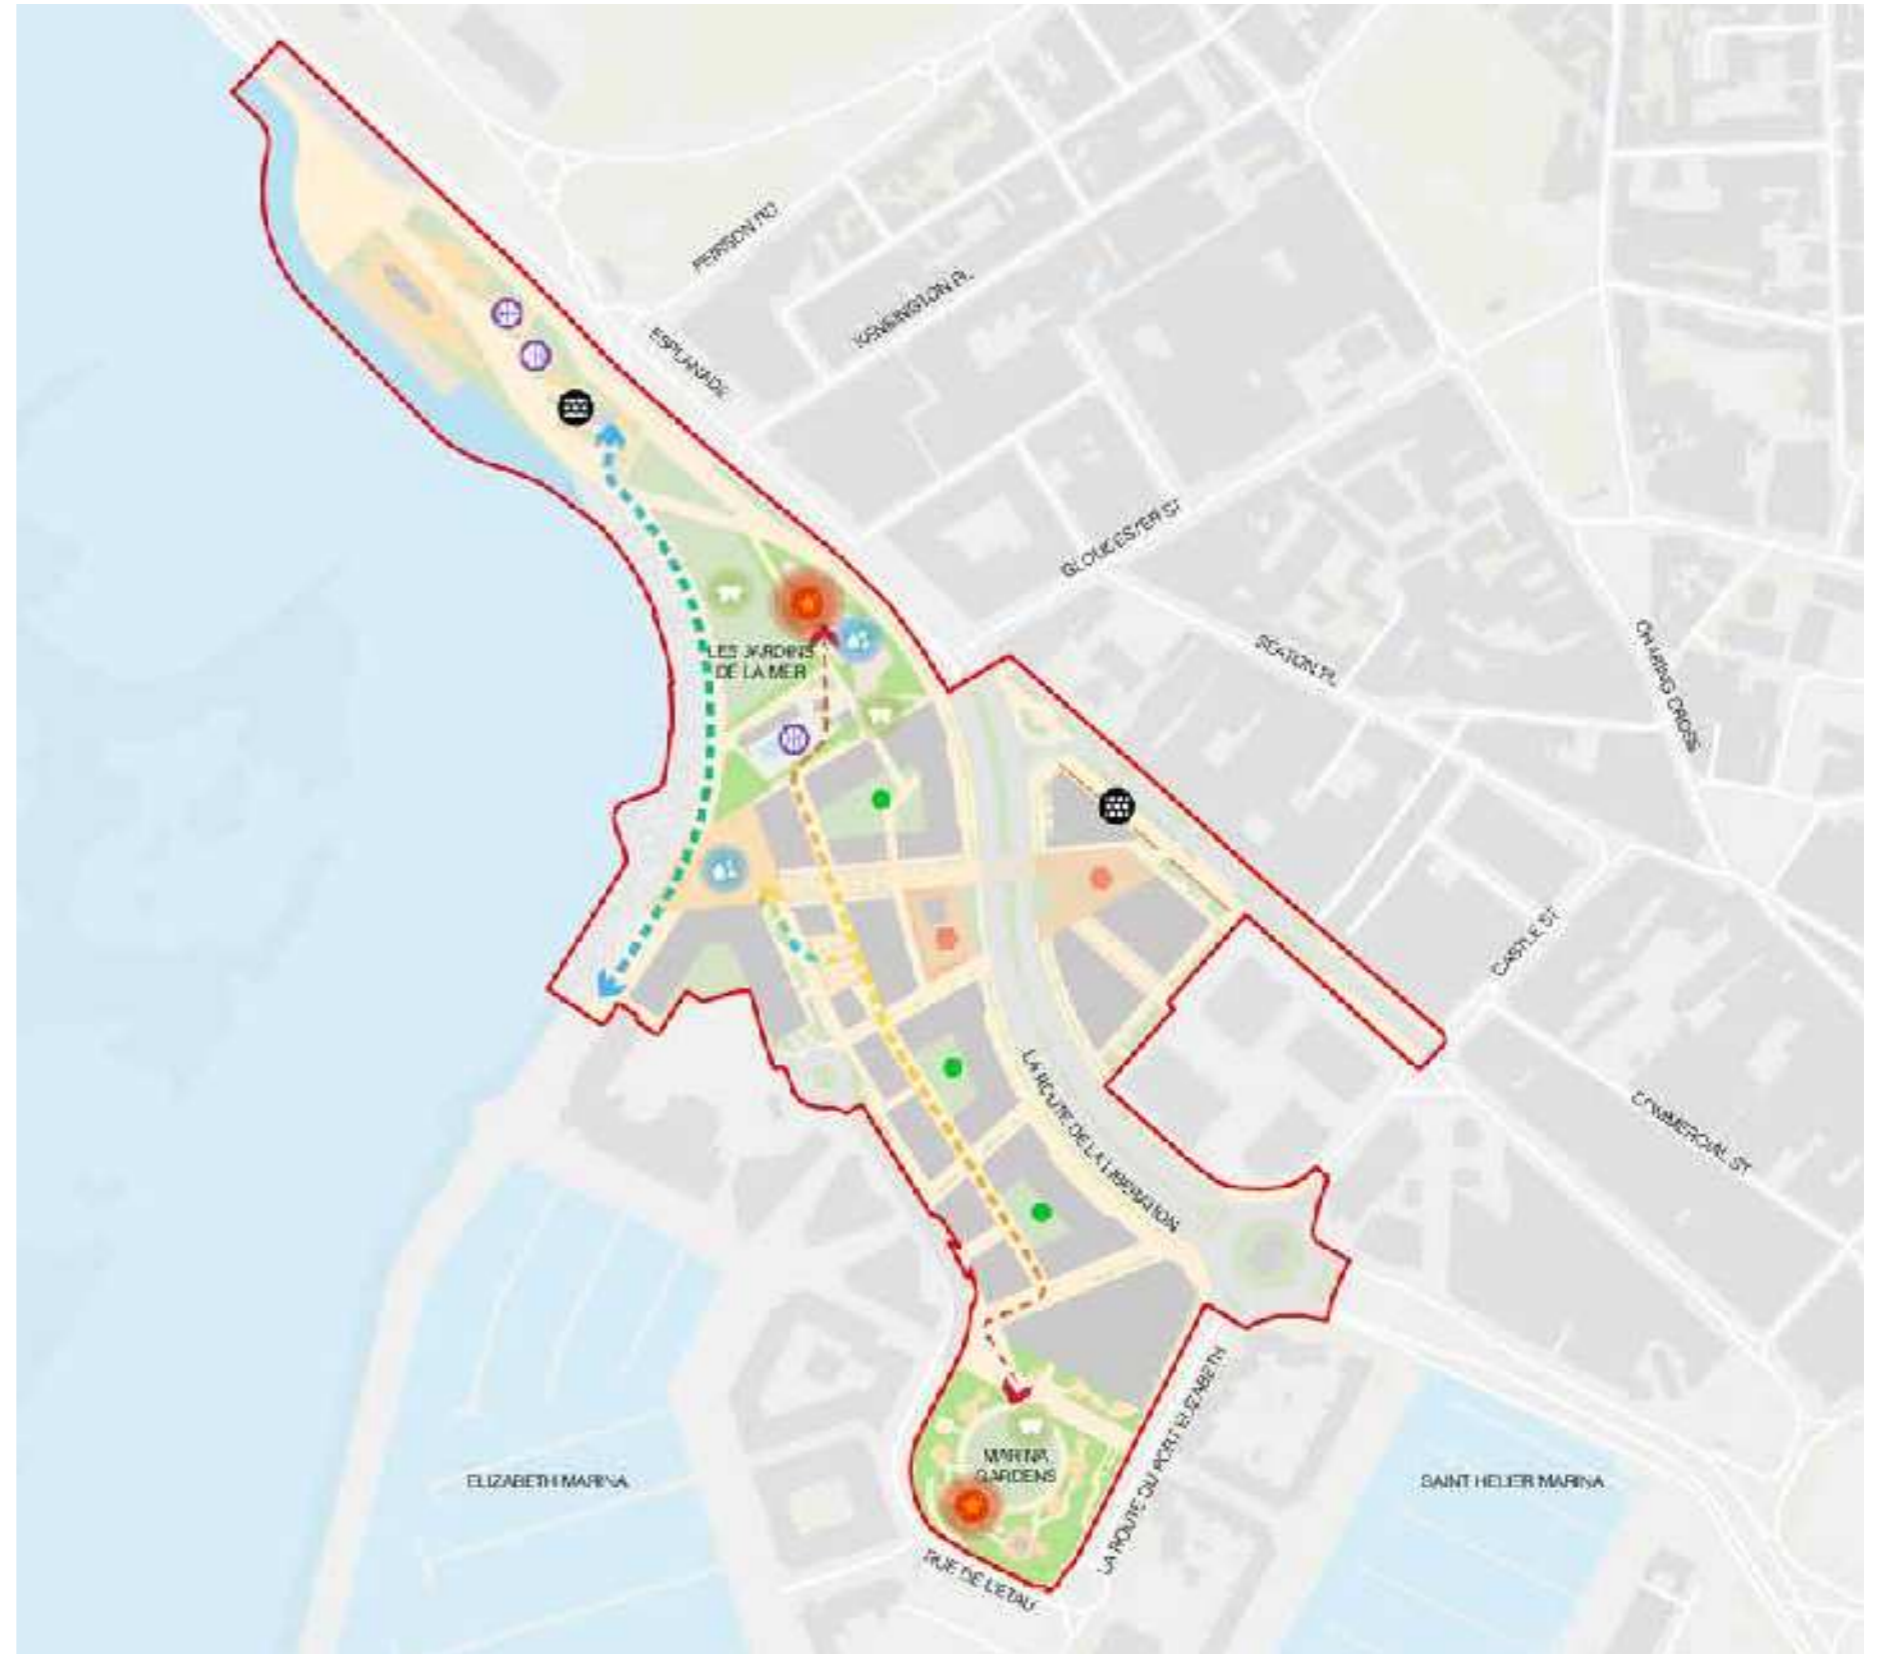 PEIRSON RD
KENSINGTON PL
ESPLANADE
GLOUCESTER ST
SEATON PL
CHARING CROSS
LES JARDINS
DE LA MER
CASTLE ST
LA ROUTE DE LA LIBERATION
COMMERCIAL ST
MARINA
GARDENS
ELIZABETH MARINA
SAINT HELIER MARINA
LA ROUTE DU PORT ELIZABETH
RUE DE L'ETAU